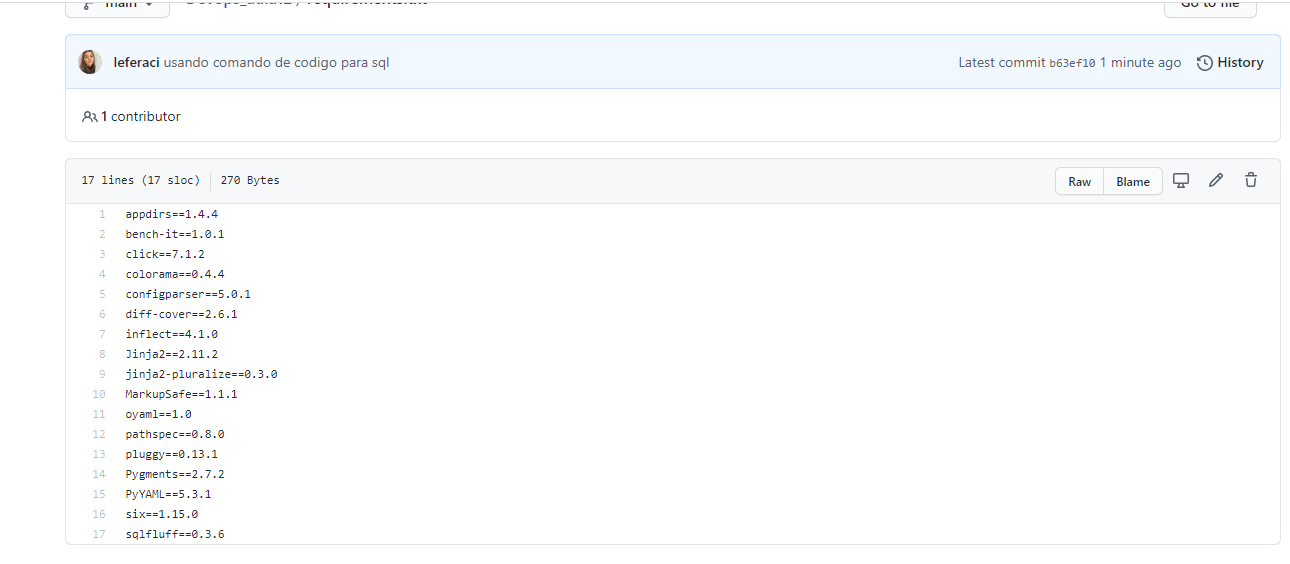 main
Go to file
leferaci usando comando de codigo para sql
Latest commit b63ef10 1 minute ago History
1 contributor
17 lines (17 sloc) 270 Bytes
Raw Blame
1 appdirs==1.4.4
2 bench-it==1.0.1
3 click==7.1.2
4 colorama==0.4.4
5 configparser==5.0.1
6 diff-cover==2.6.1
7 inflect==4.1.0
8 Jinja2==2.11.2
9 jinja2-pluralize==0.3.0
10 MarkupSafe==1.1.1
11 oyaml==1.0
12 pathspec==0.8.0
13 pluggy==0.13.1
14 Pygments==2.7.2
15 PyYAML==5.3.1
16 six==1.15.0
17 sqlfluff==0.3.6